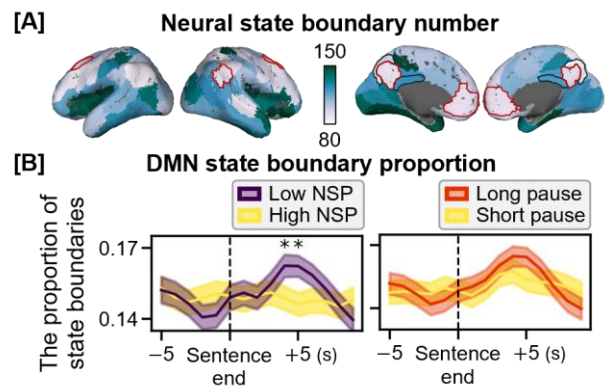 [A] Neural state boundary number
150
80
[B] DMN state boundary proportion
Low NSP
High NSP
Long pause
Short pause
The proportion of
state boundaries
0.17
0.14
**
−5 Sentence end +5 (s)
−5 Sentence end +5 (s)